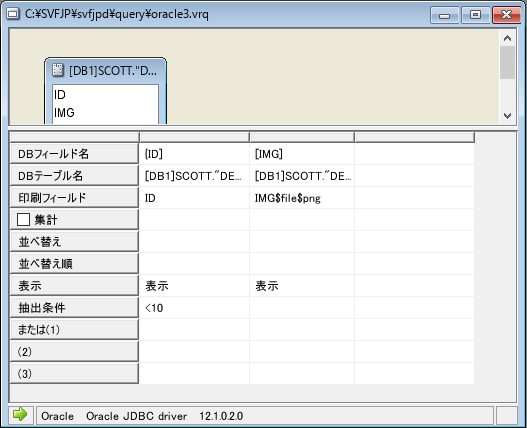 C:¥SVFJP¥svfjpd¥query¥oracle3.vrq
[DB1]SCOTT."D...
ID
IMG
DBフィールド名 [ID] [IMG]
DBテーブル名 [DB1]SCOTT."DE... [DB1]SCOTT."DE...
印刷フィールド ID IMG$file$png
集計
並べ替え
並べ替え順
表示 表示 表示
抽出条件 <10
または(1)
(2)
(3)
Oracle Oracle JDBC driver 12.1.0.2.0